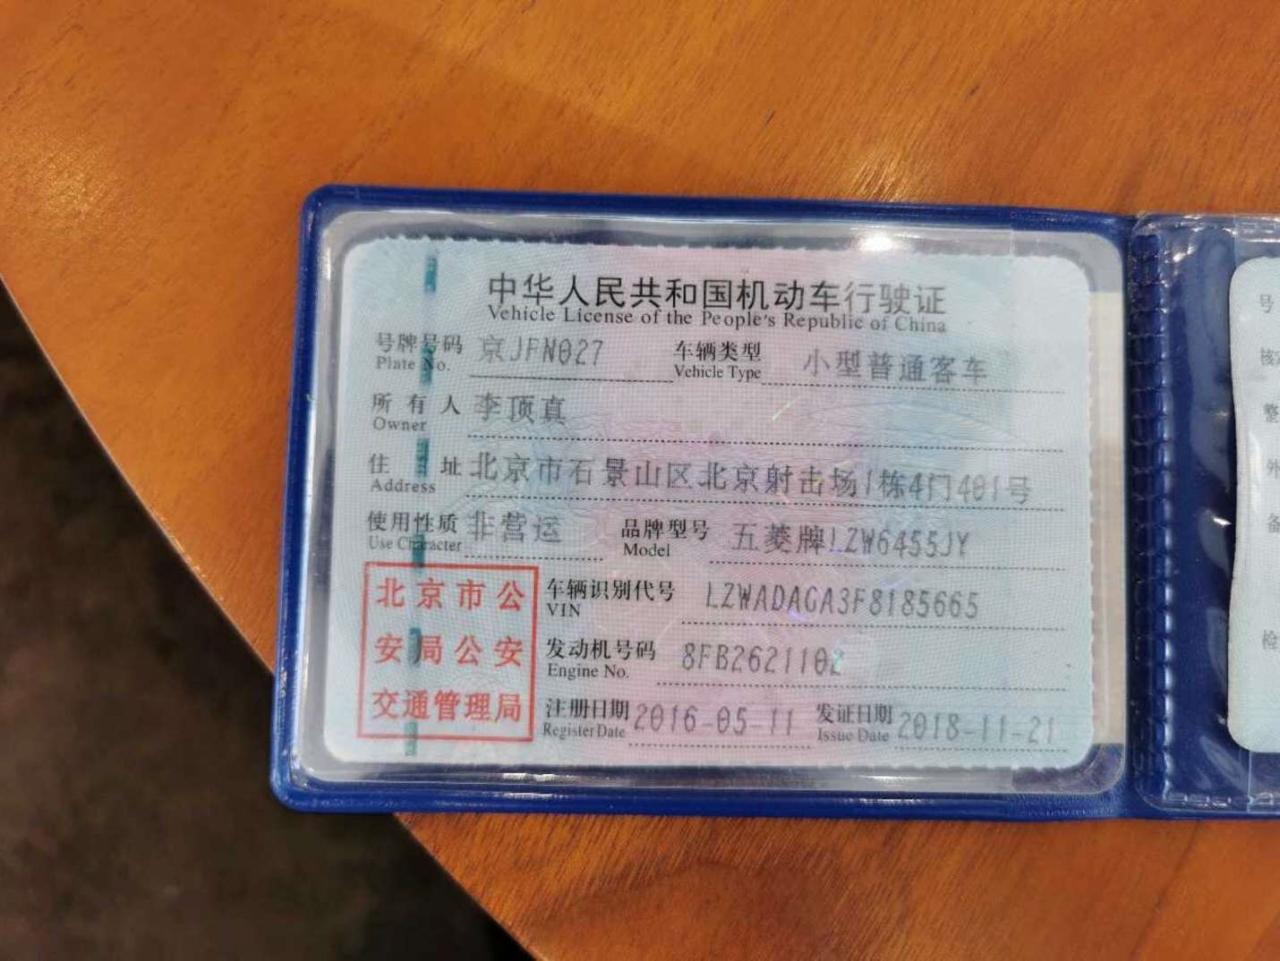 中华人民共和国机动车行驶证
Vehicle License of the People's Republic of China
号牌号码 京JFN027 车辆类型 小型普通客车
Plate No. Vehicle Type
所有人 李顶真
Owner
住址 北京市石景山区北京射击场1栋4门401号
Address
使用性质 非营运 品牌型号 五菱牌LZW6455JY
Use Character Model
北京市公
安局公安
交通管理局
车辆识别代号 LZWADAGA3F8185665
VIN
发动机号码 8FB2621102
Engine No.
注册日期 2016-05-11 发证日期 2018-11-21
Register Date Issue Date
号
核
整
外
备
检